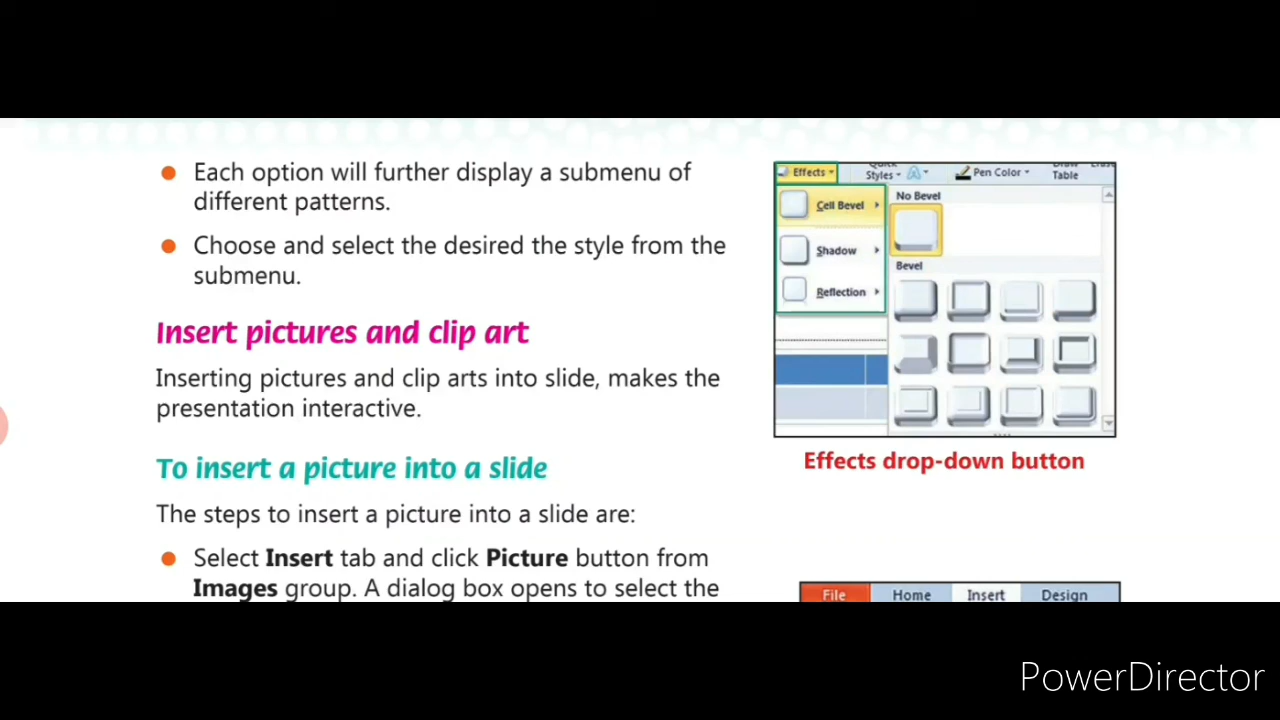 Each option will further display a submenu of
different patterns.
Choose and select the desired the style from the
submenu.
Insert pictures and clip art
Inserting pictures and clip arts into slide, makes the
presentation interactive.
To insert a picture into a slide
The steps to insert a picture into a slide are:
Select Insert tab and click Picture button from
Images group. A dialog box opens to select the
Effects
Quick
Styles
Pen Color
Draw
Table
Cell Bevel
Shadow
Reflection
No Bevel
Bevel
Effects drop-down button
File Home Insert Design
PowerDirector